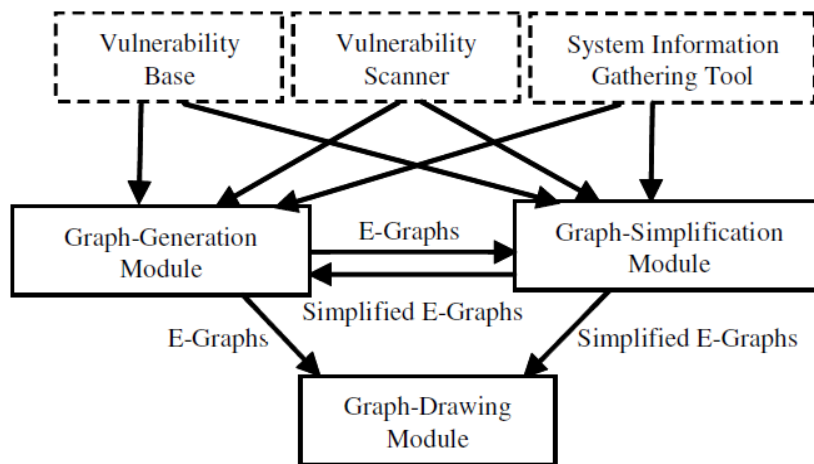 Vulnerability
Base
Vulnerability
Scanner
System Information
Gathering Tool
Graph-Generation
Module
E-Graphs
Graph-Simplification
Module
Simplified E-Graphs
E-Graphs
Simplified E-Graphs
Graph-Drawing
Module